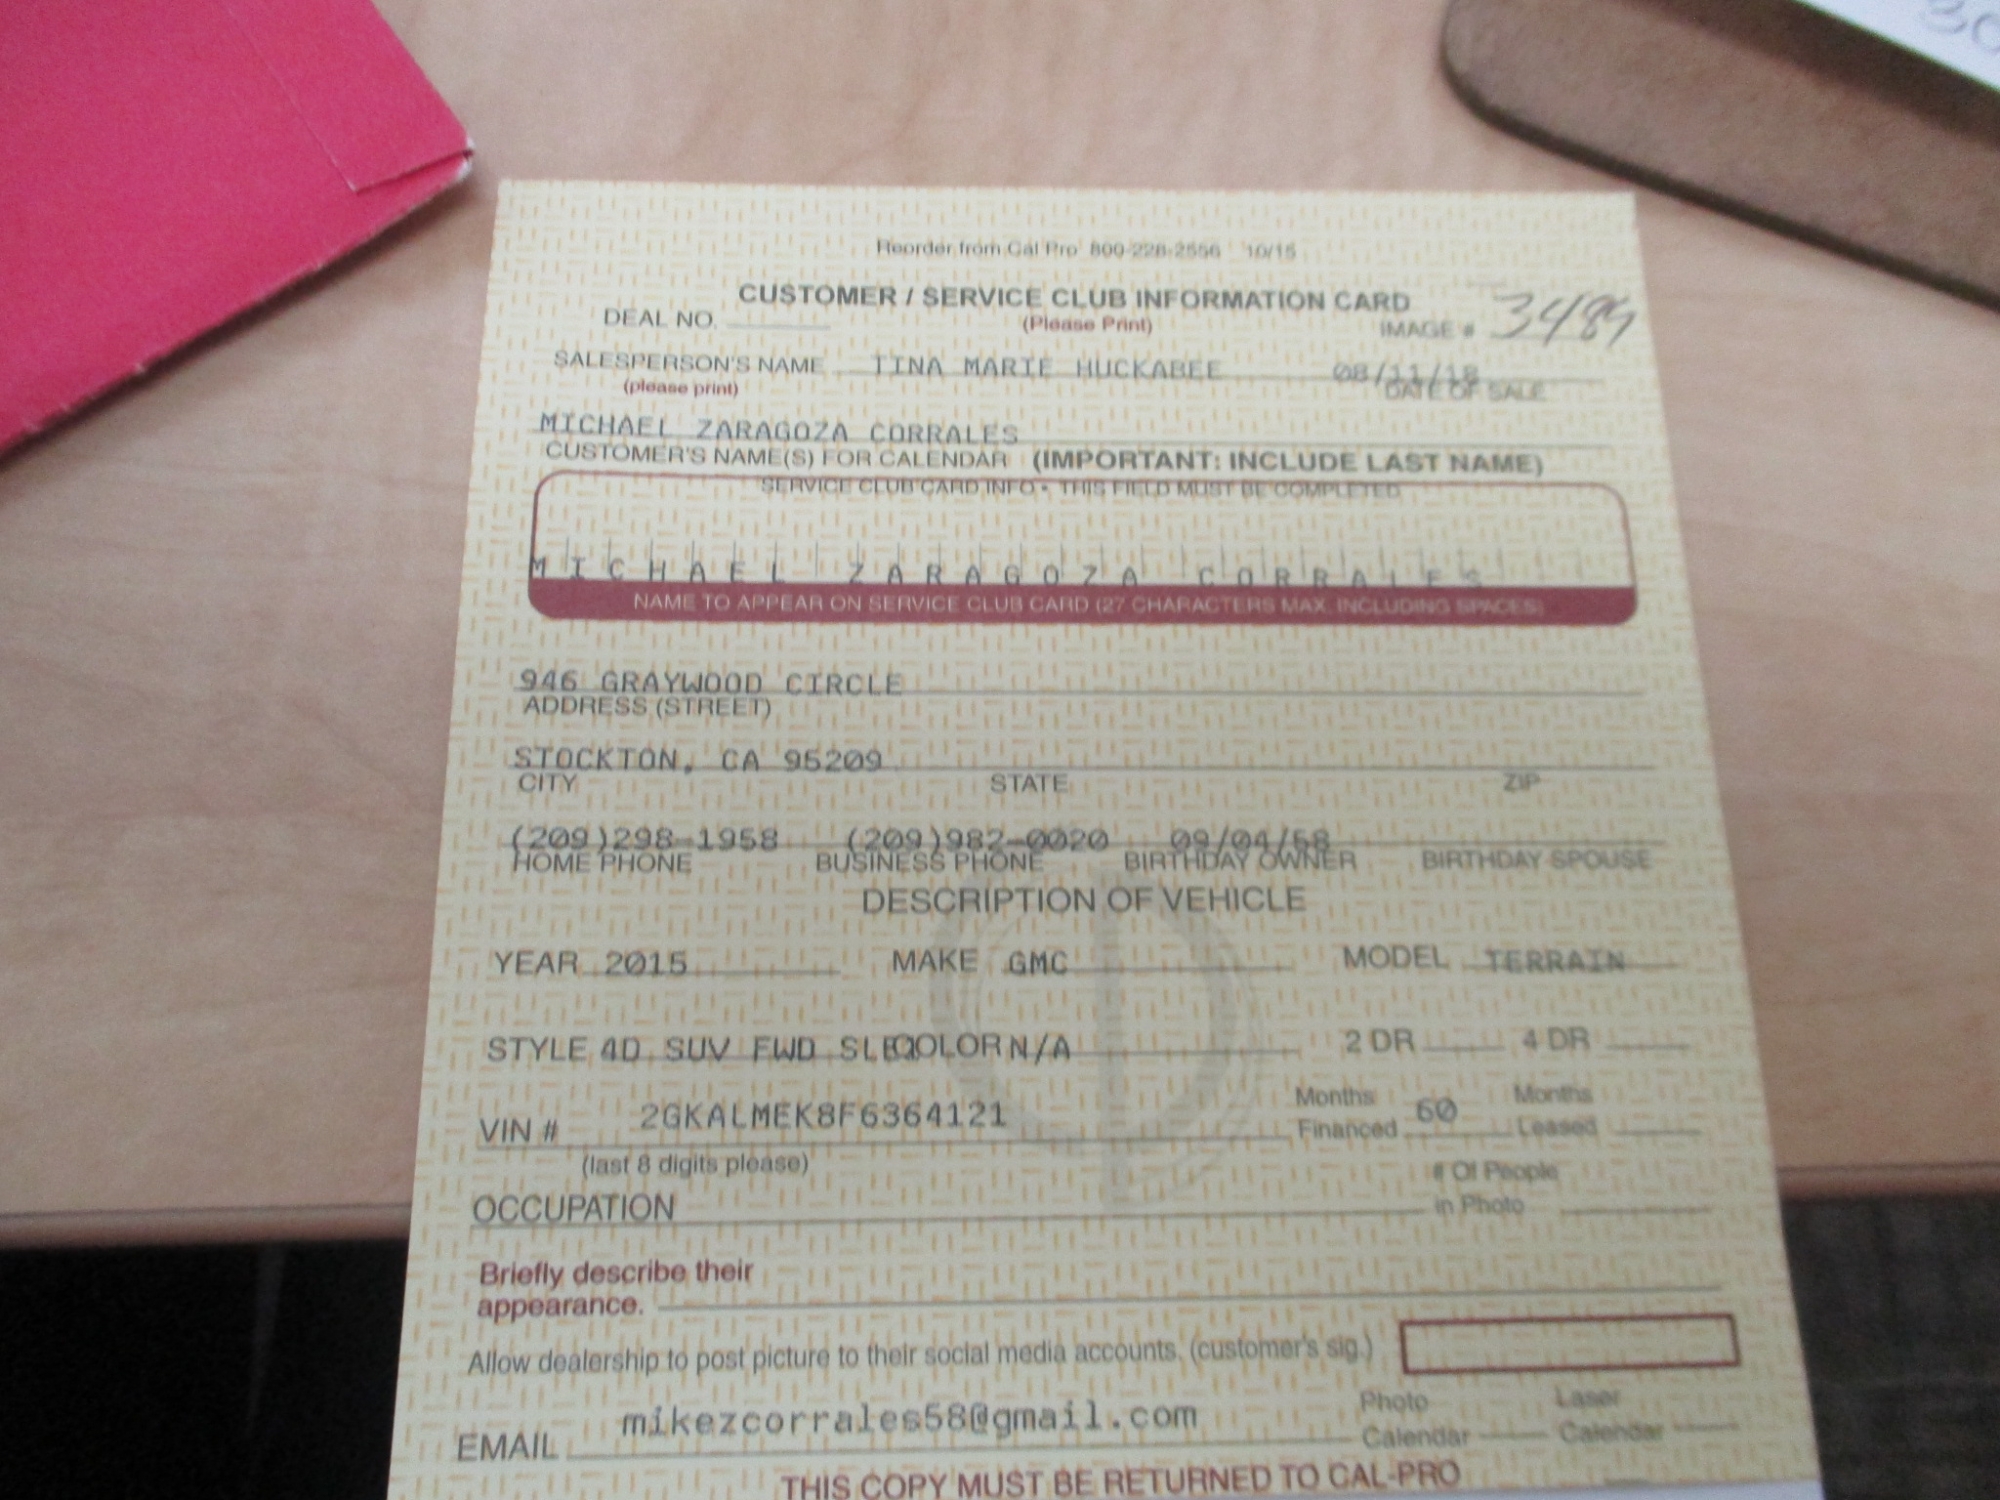 30
Reorder from Cal Pro 800-228-2556 10/15
CUSTOMER / SERVICE CLUB INFORMATION CARD
DEAL NO. (Please Print) IMAGE # 3489
SALESPERSON'S NAME TINA MARIE HUCKABEE 08/11/18
(please print) DATE OF SALE
MICHAEL ZARAGOZA CORRALES
CUSTOMER'S NAME(S) FOR CALENDAR (IMPORTANT: INCLUDE LAST NAME)
SERVICE CLUB CARD INFO • THIS FIELD MUST BE COMPLETED
MICHAEL ZARAGOZA CORRALES
NAME TO APPEAR ON SERVICE CLUB CARD (27 CHARACTERS MAX. INCLUDING SPACES)
946 GRAYWOOD CIRCLE
ADDRESS (STREET)
STOCKTON, CA 95209
CITY STATE ZIP
(209)298-1958 (209)982-0020 09/04/58
HOME PHONE BUSINESS PHONE BIRTHDAY OWNER BIRTHDAY SPOUSE
DESCRIPTION OF VEHICLE
YEAR 2015 MAKE GMC MODEL TERRAIN
STYLE 4D SUV FWD COLOR N/A 2 DR 4 DR
VIN # 2GKALMEK8F6364121 Months Financed 60 Months Leased
(last 8 digits please)
OCCUPATION # Of People in Photo
Briefly describe their
appearance.
Allow dealership to post picture to their social media accounts. (customer's sig.)
EMAIL mikezcorrales58@gmail.com Photo Calendar Laser Calendar
THIS COPY MUST BE RETURNED TO CAL-PRO